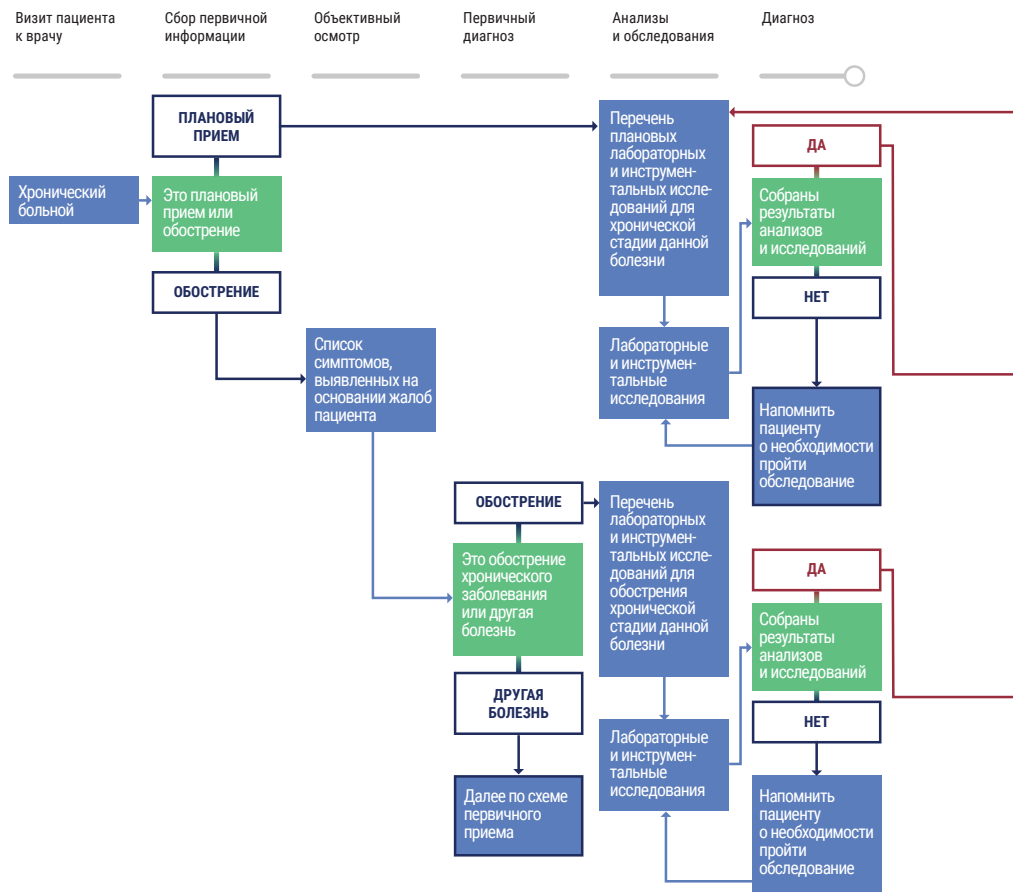 Визит пациента
к врачу
Сбор первичной
информации
Объективный
осмотр
Первичный
диагноз
Анализы
и обследования
Диагноз
ПЛАНОВЫЙ
ПРИЕМ
Хронический
больной
Это плановый
прием или
обострение
ОБОСТРЕНИЕ
Список
симптомов,
выявленных на
основании жалоб
пациента
Перечень
плановых
лабораторных
и инструмен-
тальных иссле-
дований для
хронической
стадии данной
болезни
Лабораторные
и инструмен-
тальные
исследования
ДА
Собраны
результаты
анализов
и исследований
НЕТ
Напомнить
пациенту
о необходимости
пройти
обследование
ОБОСТРЕНИЕ
Это обострение
хронического
заболевания
или другая
болезнь
ДРУГАЯ
БОЛЕЗНЬ
Далее по схеме
первичного
приема
Перечень
лабораторных
и инструмен-
тальных иссле-
дований для
обострения
хронической
стадии данной
болезни
Лабораторные
и инструмен-
тальные
исследования
ДА
Собраны
результаты
анализов
и исследований
НЕТ
Напомнить
пациенту
о необходимости
пройти
обследование